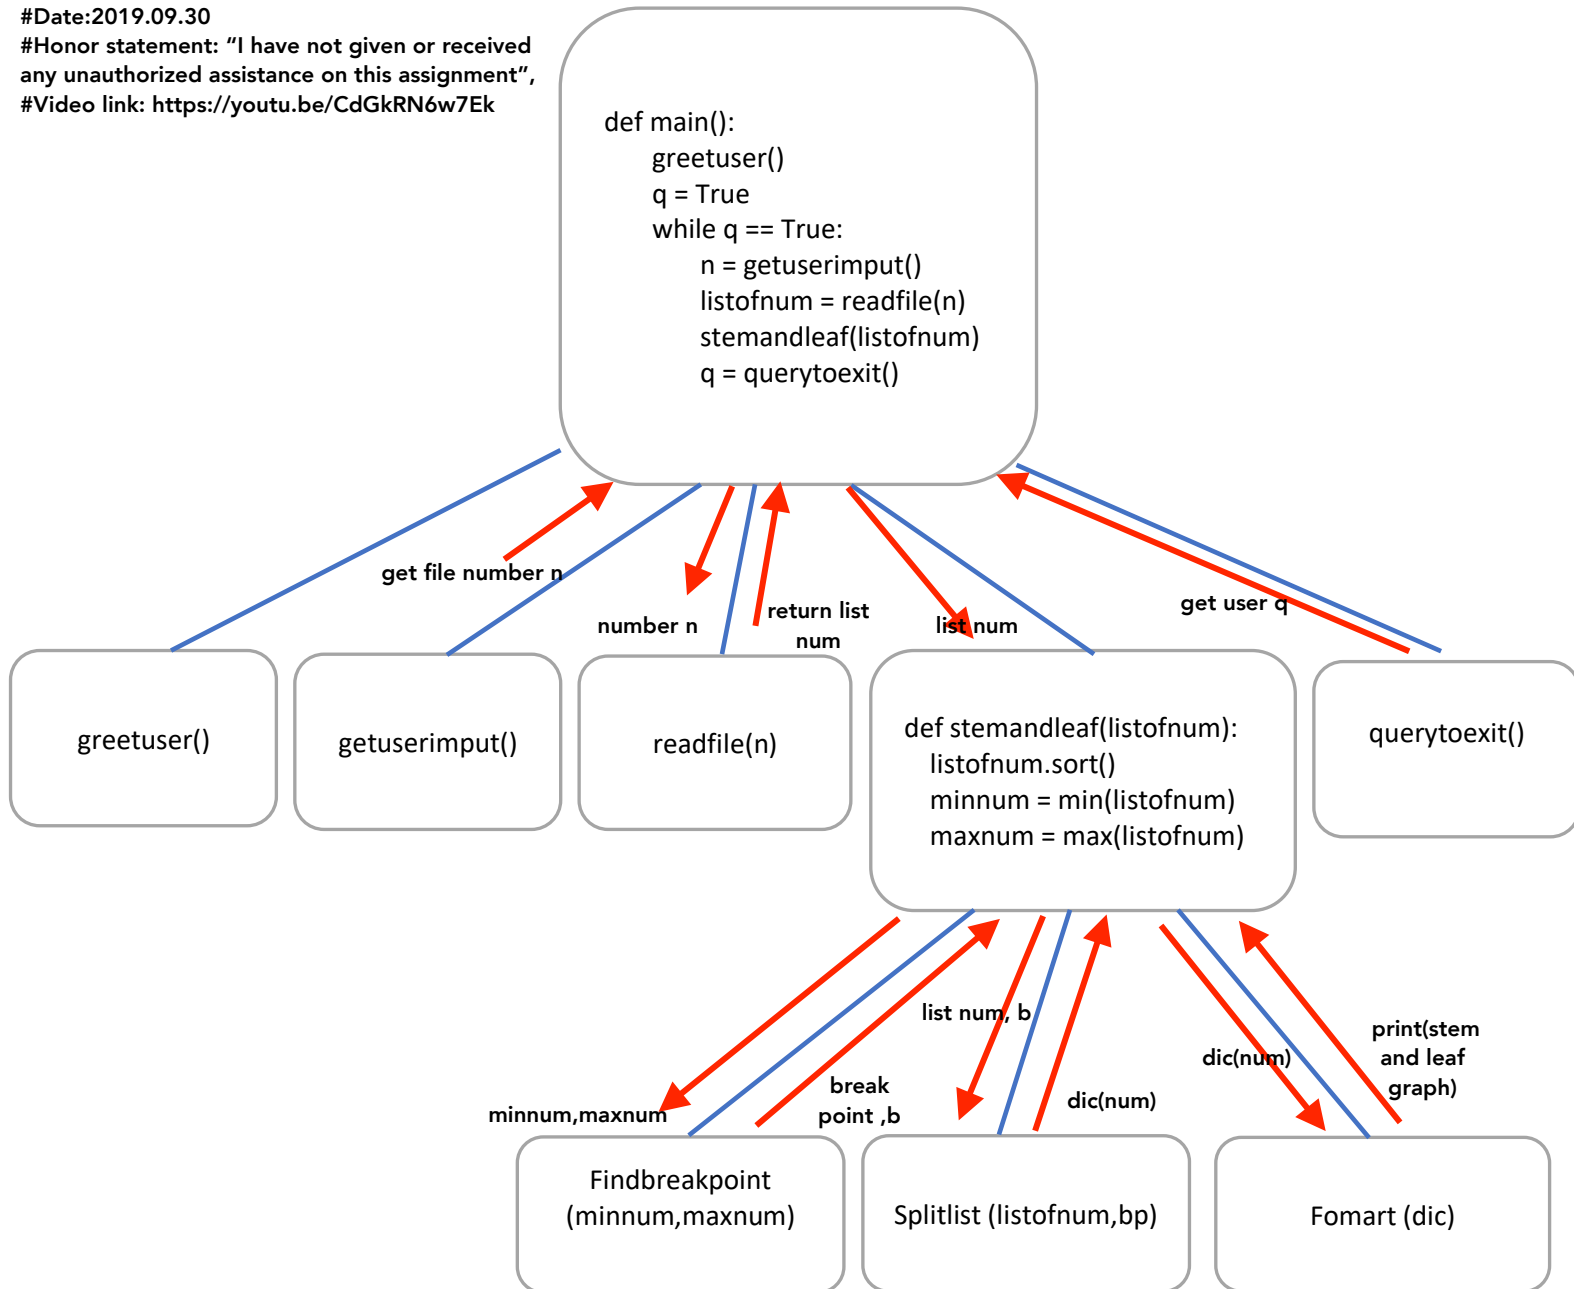 #Date:2019.09.30
#Honor statement: “I have not given or received
any unauthorized assistance on this assignment”,
#Video link: https://youtu.be/CdGkRN6w7Ek
def main():
greetuser()
q = True
while q == True:
n = getuserimput()
listofnum = readfile(n)
stemandleaf(listofnum)
q = querytoexit()
get file number n
number n
return list
num
list num
get user q
greetuser()
getuserimput()
readfile(n)
def stemandleaf(listofnum):
listofnum.sort()
minnum = min(listofnum)
maxnum = max(listofnum)
querytoexit()
minnum,maxnum
break
point ,b
list num, b
dic(num)
dic(num)
print(stem
and leaf
graph)
Findbreakpoint
(minnum,maxnum)
Splitlist (listofnum,bp)
Fomart (dic)